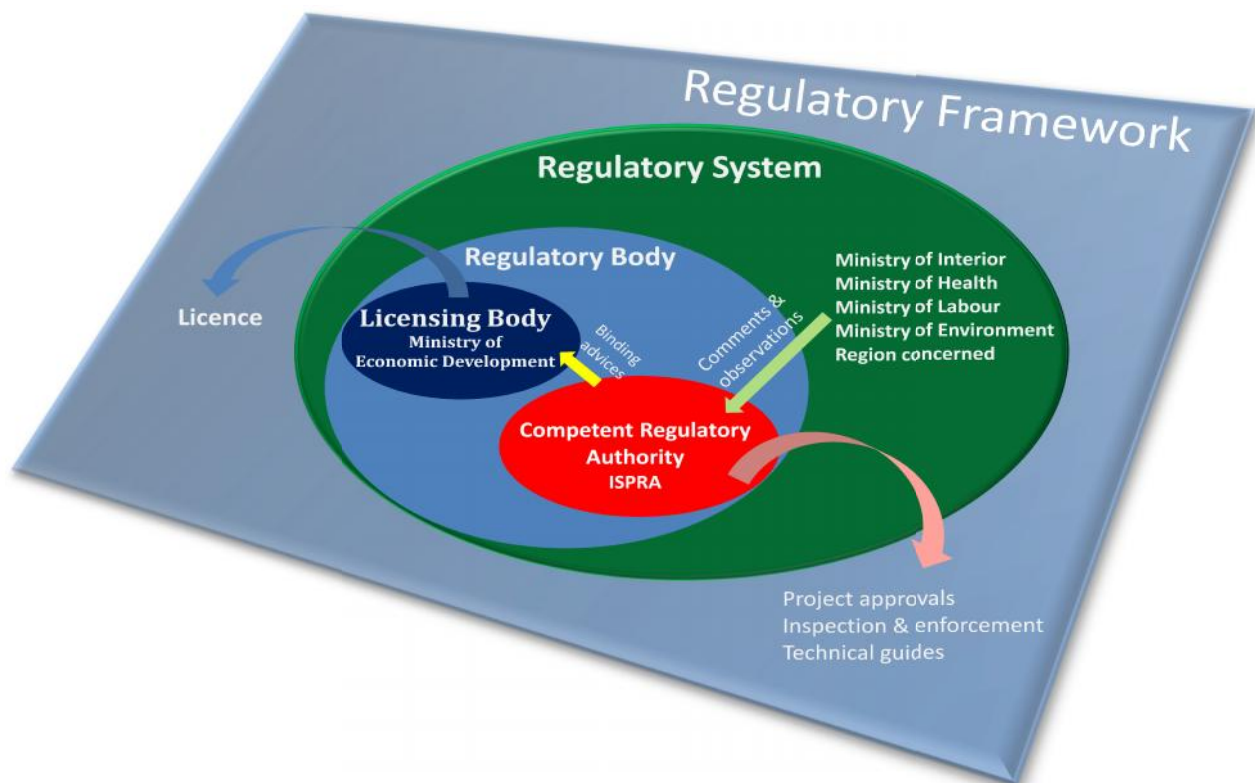 Regulatory Framework
Regulatory System
Regulatory Body
Licence
Licensing Body
Ministry of
Economic Development
Binding
advices
Comments &
observations
Ministry of Interior
Ministry of Health
Ministry of Labour
Ministry of Environment
Region concerned
Competent Regulatory
Authority
ISPRA
Project approvals
Inspection & enforcement
Technical guides